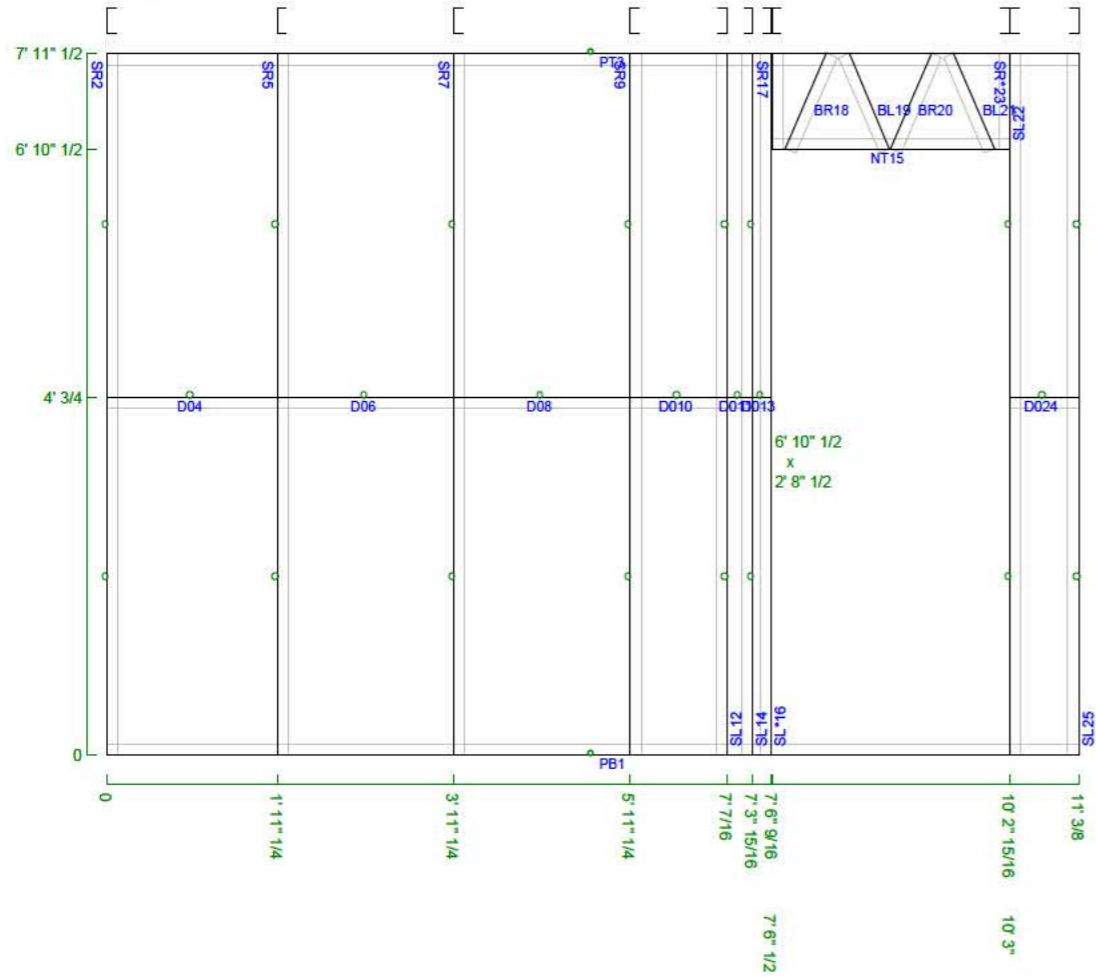 7' 11" 1/2
SR2
SR5
SR7
PT3
SR9
SR17
BR18
BL19
BR20
BL21
SR*23
SL22
6' 10" 1/2
NT15
4' 3/4
D04
D06
D08
D010
D011
D013
D024
6' 10" 1/2
x
2' 8" 1/2
SL12
SL14
SL*16
SL25
0
PB1
0
1' 11" 1/4
3' 11" 1/4
5' 11" 1/4
7' 7/16
7' 3" 15/16
7' 6" 9/16
10' 2" 15/16
11' 3/8
7' 6" 1/2
10' 3"